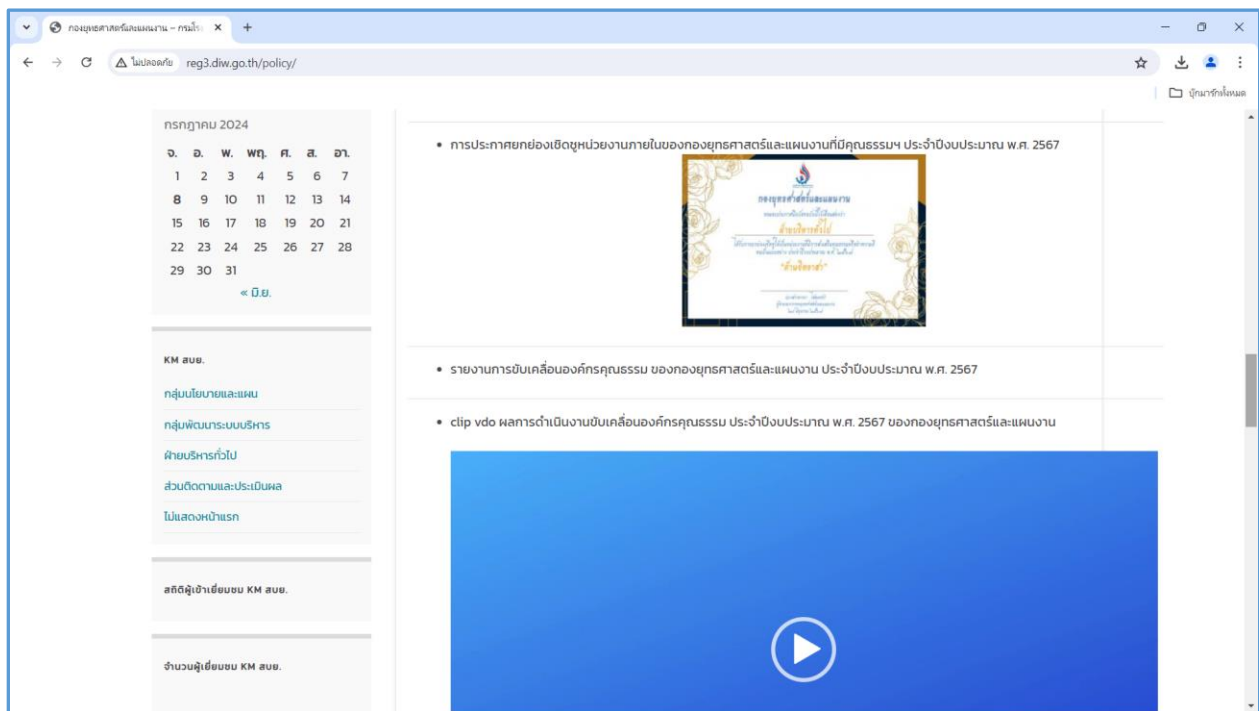 กองยุทธศาสตร์และแผนงาน – กรมโร
ไม่ปลอดภัย reg3.diw.go.th/policy/
บุ๊กมาร์กทั้งหมด
กรกฎาคม 2024
จ. อ. พ. พฤ. ศ. ส. อา.
1 2 3 4 5 6 7
8 9 10 11 12 13 14
15 16 17 18 19 20 21
22 23 24 25 26 27 28
29 30 31
« มิ.ย.
KM สบย.
กลุ่มนโยบายและแผน
กลุ่มพัฒนาระบบบริหาร
ฝ่ายบริหารทั่วไป
ส่วนติดตามและประเมินผล
ไม่แสดงหน้าแรก
สถิติผู้เข้าเยี่ยมชม KM สบย.
จำนวนผู้เยี่ยมชม KM สบย.
• การประกาศยกย่องเชิดชูหน่วยงานภายในของกองยุทธศาสตร์และแผนงานที่มีคุณธรรมฯ ประจำปีงบประมาณ พ.ศ. 2567
กองยุทธศาสตร์และแผนงาน
ฝ่ายบริหารทั่วไป
"ด้านจิตอาสา"
• รายงานการขับเคลื่อนองค์กรคุณธรรม ของกองยุทธศาสตร์และแผนงาน ประจำปีงบประมาณ พ.ศ. 2567
• clip vdo ผลการดำเนินงานขับเคลื่อนองค์กรคุณธรรม ประจำปีงบประมาณ พ.ศ. 2567 ของกองยุทธศาสตร์และแผนงาน